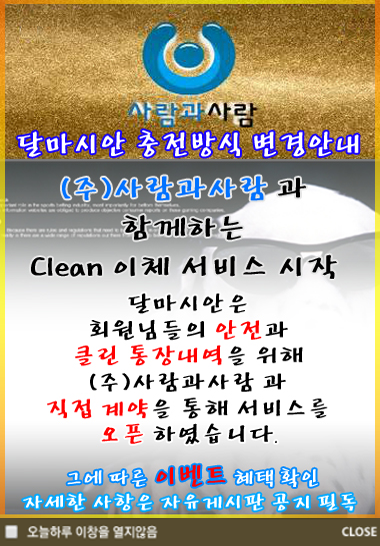 사람과사람
달마시안 충전방식 변경안내
(주)사람과사람 과
함께하는
Clean 이체 서비스 시작
달마시안은
회원님들의 안전과
클린 통장내역을 위해
(주)사람과사람 과
직접 계약을 통해 서비스를
오픈 하였습니다.
그에 따른 이벤트 혜택확인
자세한 사항은 자유게시판 공지 필독
오늘하루 이창을 열지않음 CLOSE